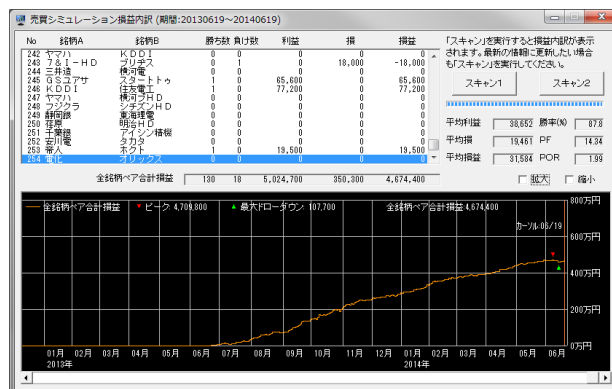 売買シミュレーション損益内訳 (期間:20130619～20140619)
No 銘柄A 銘柄B 勝ち数 負け数 利益 損 損益
242 ヤマハ KDDI 0 0 0 0 0
243 7&I-HD ブリヂス 0 1 0 18,000 -18,000
244 三井造 横河電 0 0 0 0 0
245 GSユアサ スタートトゥ 1 0 65,600 0 65,600
246 KDDI 住友電工 1 0 77,200 0 77,200
247 ヤマハ 横河ブHD 0 0 0 0 0
248 フジクラ シチズンHD 0 0 0 0 0
249 静岡銀 東海理電 0 0 0 0 0
250 荏原 明治HD 0 0 0 0 0
251 千葉銀 アイシン精機 0 0 0 0 0
252 安川電 タカタ 0 0 0 0 0
253 帝人 ホクト 1 0 19,500 0 19,500
254 電化 オリックス 0 0 0 0 0
全銘柄ペア合計損益 130 18 5,024,700 350,300 4,674,400
「スキャン」を実行すると損益内訳が表示
されます。最新の情報に更新したい場合
も「スキャン」を実行してください。
スキャン1 スキャン2
平均利益 38,652 勝率(%) 87.8
平均損 19,461 PF 14.34
平均損益 31,584 POR 1.99
拡大 縮小
全銘柄ペア合計損益 ピーク:4,709,800 最大ドローダウン:107,700 全銘柄ペア合計損益:4,674,400
カーソル:06/19
800万円
600万円
400万円
200万円
0万円
01月 02月 03月 04月 05月 06月 07月 08月 09月 10月 11月 12月 01月 02月 03月 04月 05月 06月
2013年 2014年